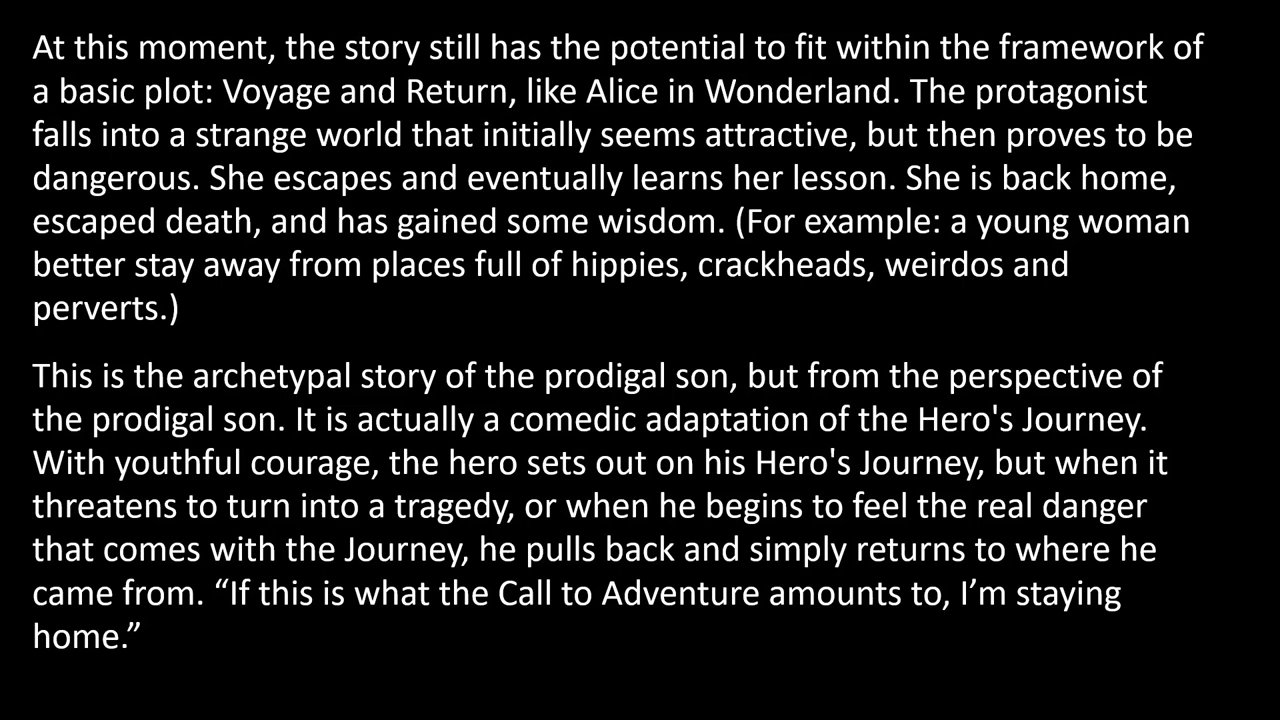 At this moment, the story still has the potential to fit within the framework of
a basic plot: Voyage and Return, like Alice in Wonderland. The protagonist
falls into a strange world that initially seems attractive, but then proves to be
dangerous. She escapes and eventually learns her lesson. She is back home,
escaped death, and has gained some wisdom. (For example: a young woman
better stay away from places full of hippies, crackheads, weirdos and
perverts.)
This is the archetypal story of the prodigal son, but from the perspective of
the prodigal son. It is actually a comedic adaptation of the Hero's Journey.
With youthful courage, the hero sets out on his Hero's Journey, but when it
threatens to turn into a tragedy, or when he begins to feel the real danger
that comes with the Journey, he pulls back and simply returns to where he
came from. “If this is what the Call to Adventure amounts to, I’m staying
home.”